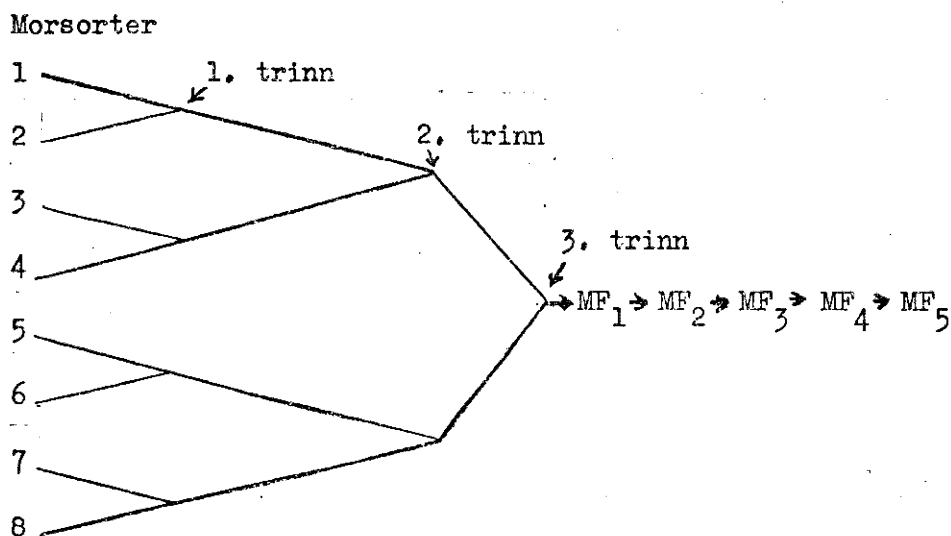 Morsorter
1
1. trinn
2
2. trinn
3
3. trinn
4
MF₁ → MF₂ → MF₃ → MF₄ → MF₅
5
6
7
8